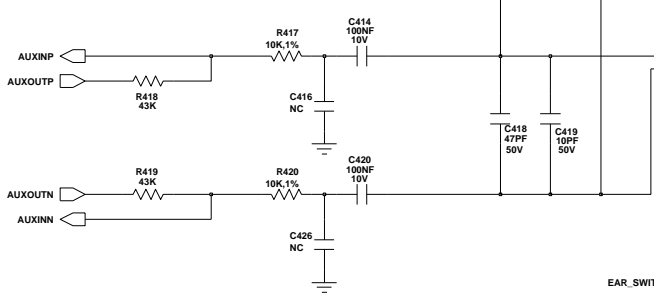 C414
100NF
10V
R417
10K,1%
AUXINP
AUXOUTP
R418
43K
C416
NC
C418
47PF
50V
C419
10PF
50V
R419
43K
R420
10K,1%
C420
100NF
10V
AUXOUTN
AUXINN
C426
NC
EAR_SWIT